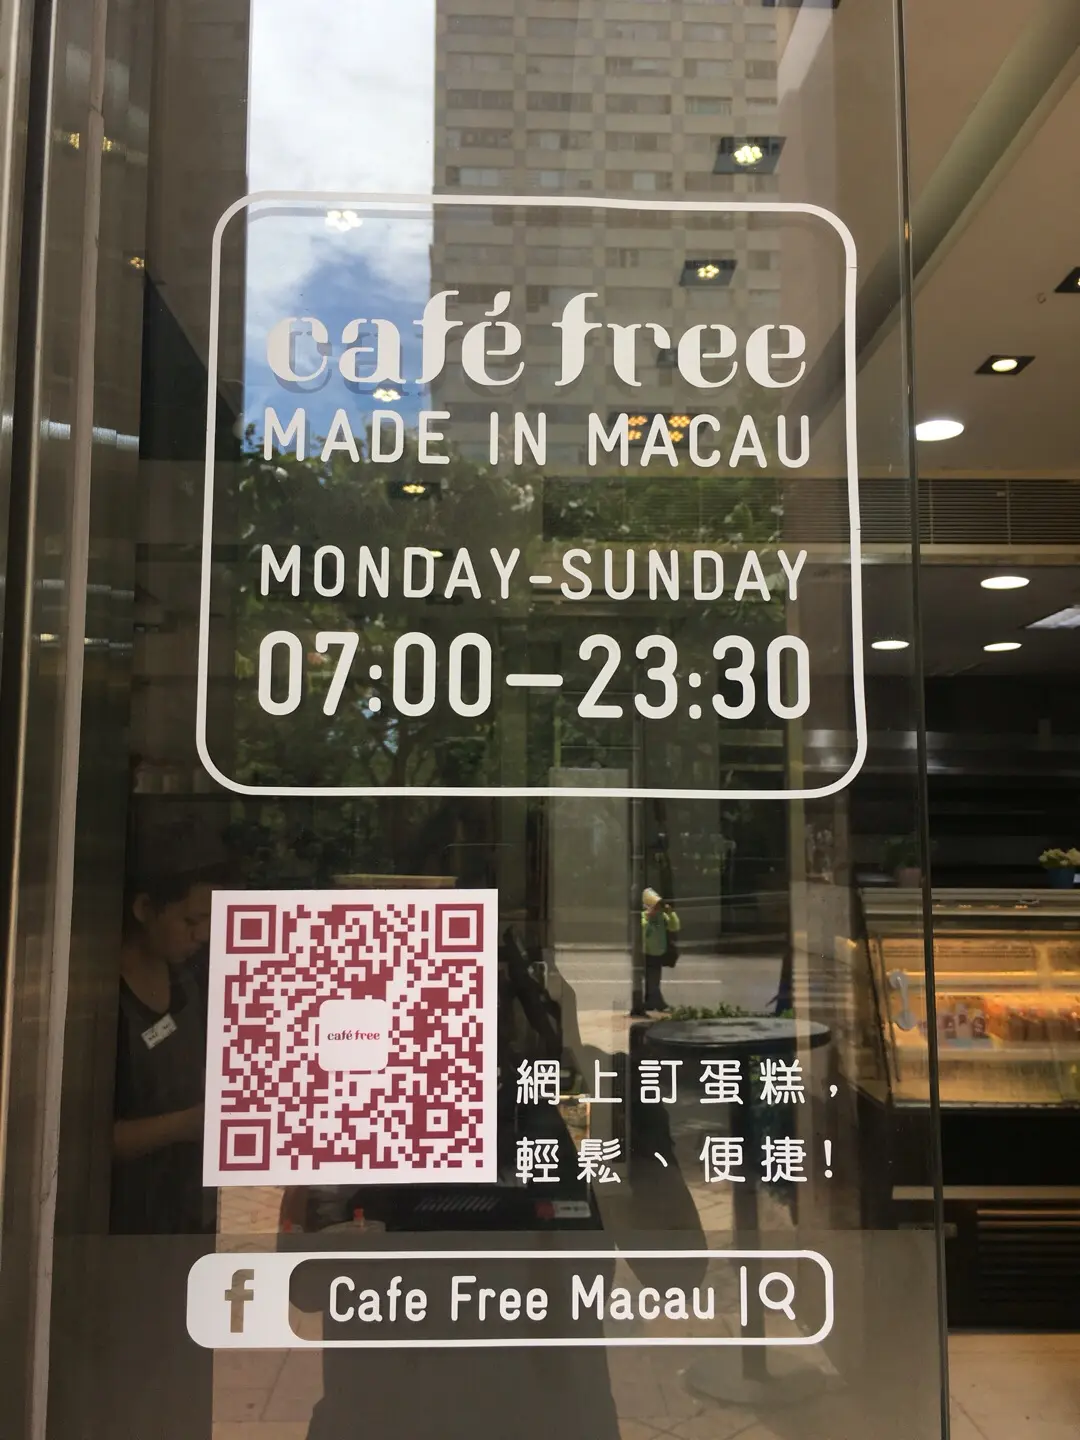 café free
MADE IN MACAU
MONDAY-SUNDAY
07:00—23:30
café free
網上訂蛋糕，
輕鬆、便捷!
f Cafe Free Macau